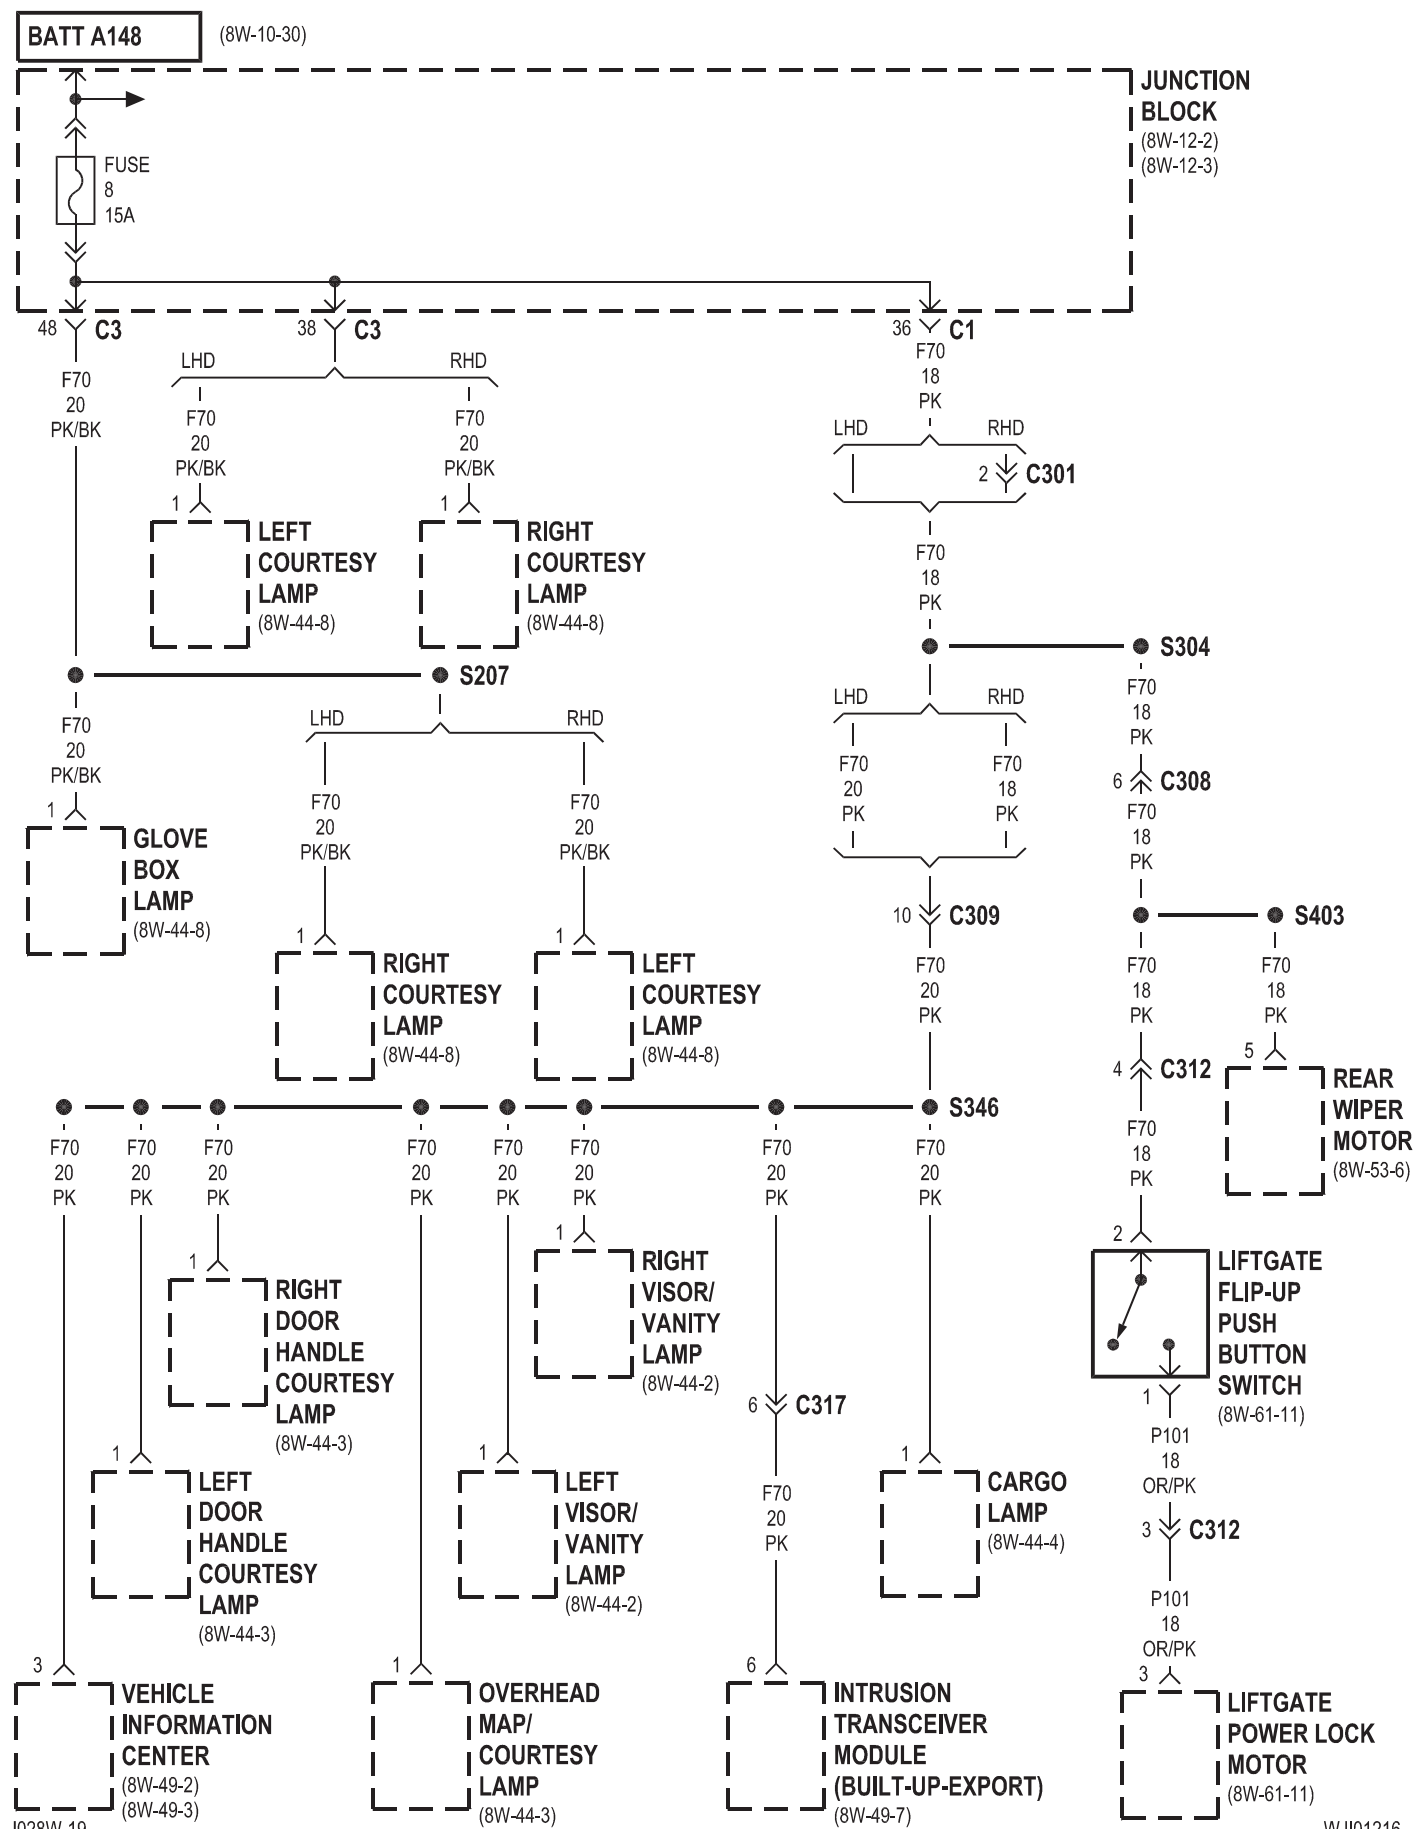 BATT A148 (8W-10-30)
JUNCTION
BLOCK
(8W-12-2)
(8W-12-3)
FUSE
8
15A
48 C3 38 C3 36 C1
F70
20
PK/BK
LHD RHD
F70
20
PK/BK
F70
20
PK/BK
1 1
LEFT
COURTESY
LAMP
(8W-44-8)
RIGHT
COURTESY
LAMP
(8W-44-8)
F70
18
PK
LHD RHD
2 C301
F70
18
PK
S304
S207
F70
20
PK/BK
1
GLOVE
BOX
LAMP
(8W-44-8)
LHD RHD
F70
20
PK/BK
F70
20
PK/BK
1 1
RIGHT
COURTESY
LAMP
(8W-44-8)
LEFT
COURTESY
LAMP
(8W-44-8)
LHD RHD
F70
20
PK
F70
18
PK
10 C309
F70
20
PK
S346
F70
18
PK
6 C308
F70
18
PK
S403
F70
18
PK
F70
18
PK
4 C312
5
REAR
WIPER
MOTOR
(8W-53-6)
F70
18
PK
2
LIFTGATE
FLIP-UP
PUSH
BUTTON
SWITCH
(8W-61-11)
1
P101
18
OR/PK
3 C312
P101
18
OR/PK
3
LIFTGATE
POWER LOCK
MOTOR
(8W-61-11)
F70 F70 F70 F70 F70 F70 F70 F70
20 20 20 20 20 20 20 20
PK PK PK PK PK PK PK PK
1
RIGHT
DOOR
HANDLE
COURTESY
LAMP
(8W-44-3)
1
RIGHT
VISOR/
VANITY
LAMP
(8W-44-2)
6 C317
F70
20
PK
1
LEFT
DOOR
HANDLE
COURTESY
LAMP
(8W-44-3)
1
LEFT
VISOR/
VANITY
LAMP
(8W-44-2)
1
CARGO
LAMP
(8W-44-4)
3
VEHICLE
INFORMATION
CENTER
(8W-49-2)
(8W-49-3)
1
OVERHEAD
MAP/
COURTESY
LAMP
(8W-44-3)
6
INTRUSION
TRANSCEIVER
MODULE
(BUILT-UP-EXPORT)
(8W-49-7)
J028W-19 WJI01216